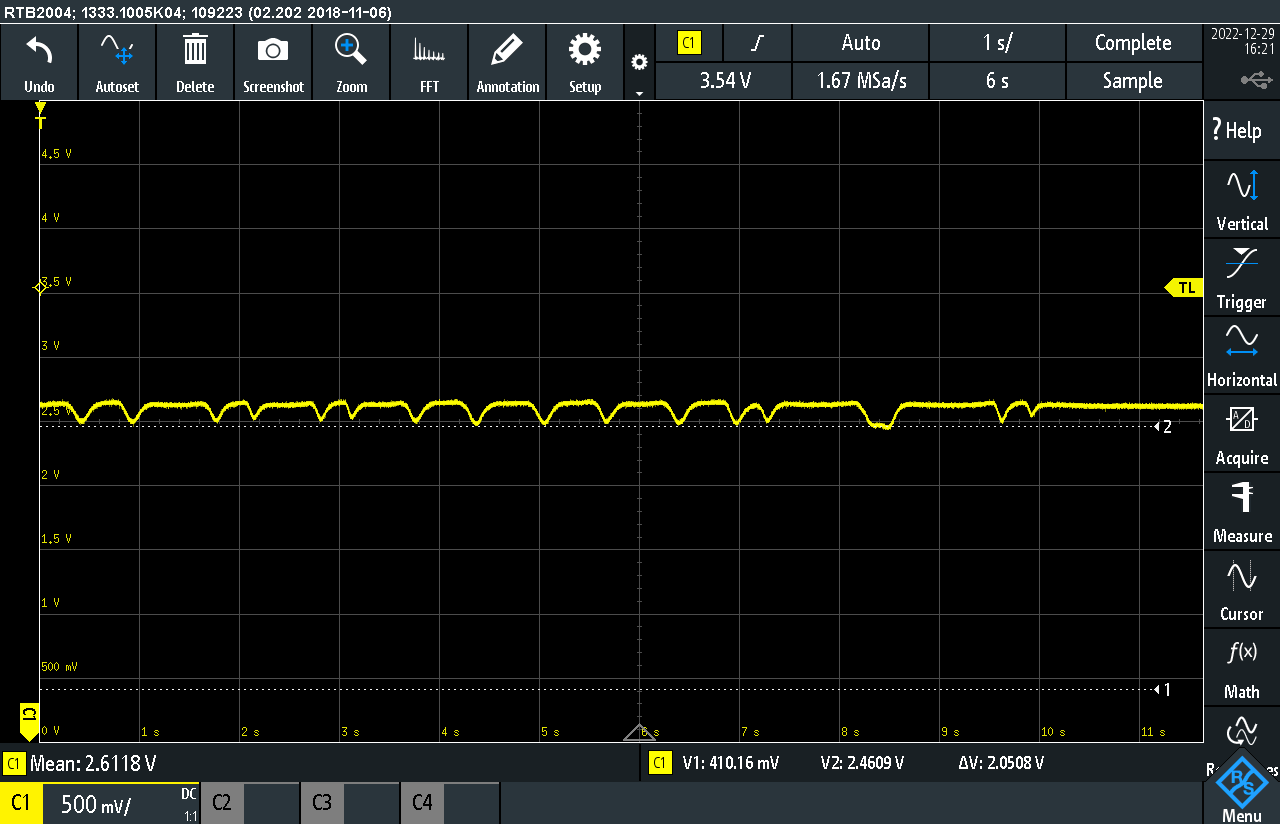 RTB2004; 1333.1005K04; 109223 (02.202 2018-11-06)
Undo Autoset Delete Screenshot Zoom FFT Annotation Setup
C1 Auto 1 s/ Complete
3.54 V 1.67 MSa/s 6 s Sample
2022-12-29
16:21
? Help
T
4.5 V
4 V
Vertical
3.5 V
TL
Trigger
3 V
Horizontal
2.5 V
2
A
D
Acquire
2 V
1.5 V
Measure
1 V
Cursor
500 mV
f(x)
1
Math
C1
0 V 1 s 2 s 3 s 4 s 5 s 6 s 7 s 8 s 9 s 10 s 11 s
C1 Mean: 2.6118 V
C1 V1: 410.16 mV V2: 2.4609 V ΔV: 2.0508 V
R&S
C1 500 mV/ DC
1:1
C2 C3 C4
Menu